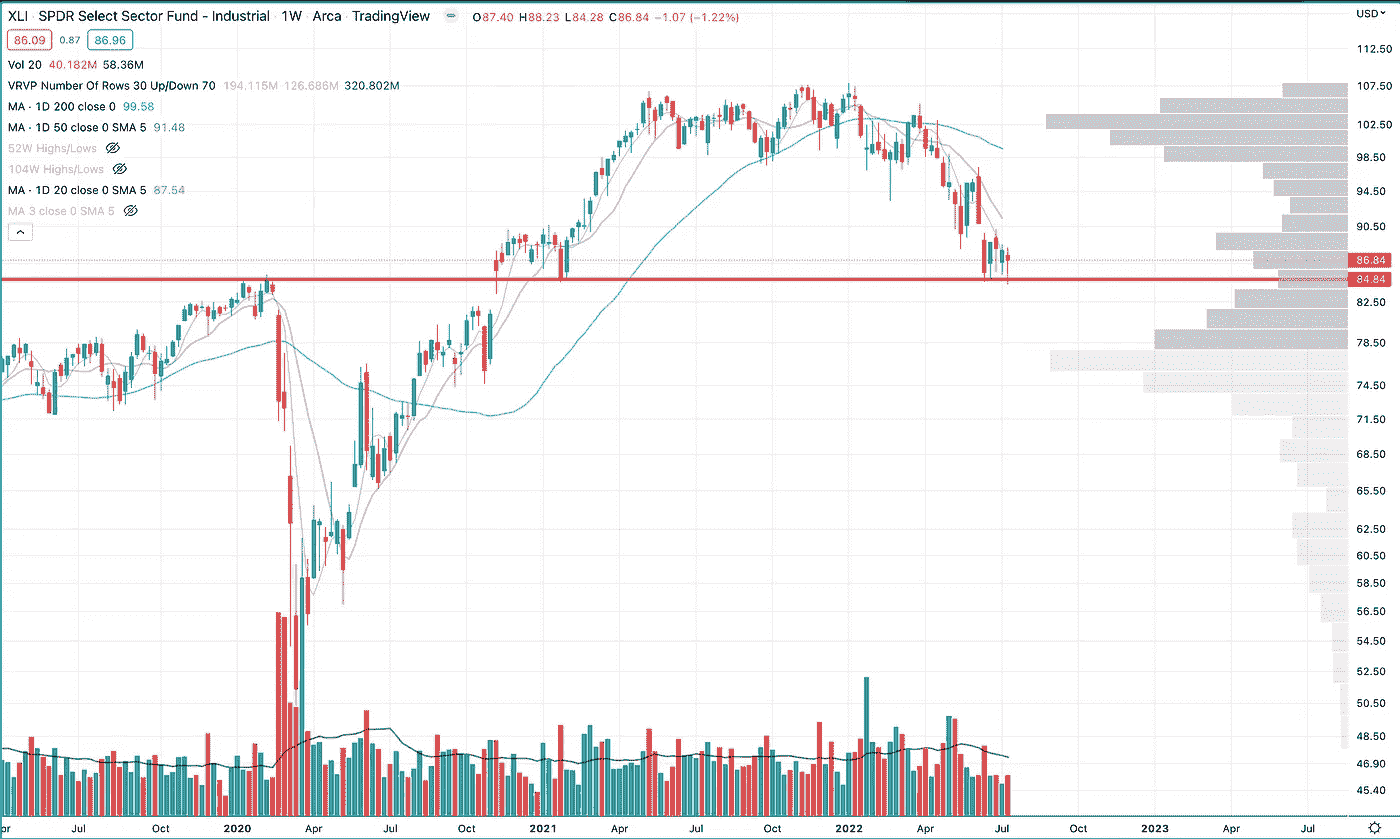 XLI · SPDR Select Sector Fund - Industrial · 1W · Arca · TradingView O87.40 H88.23 L84.28 C86.84 −1.07 (−1.22%)
USD
86.09 0.87 86.96
Vol 20 40.182M 58.36M
VRVP Number Of Rows 30 Up/Down 70 194.115M 126.686M 320.802M
MA · 1D 200 close 0 99.58
MA · 1D 50 close 0 SMA 5 91.48
52W Highs/Lows
104W Highs/Lows
MA · 1D 20 close 0 SMA 5 87.54
MA 3 close 0 SMA 5
112.50
107.50
102.50
98.50
94.50
90.50
86.84
84.84
82.50
78.50
74.50
71.50
68.50
65.50
62.50
60.50
58.50
56.50
54.50
52.50
50.50
48.50
46.90
45.40
pr Jul Oct 2020 Apr Jul Oct 2021 Apr Jul Oct 2022 Apr Jul Oct 2023 Apr Jul